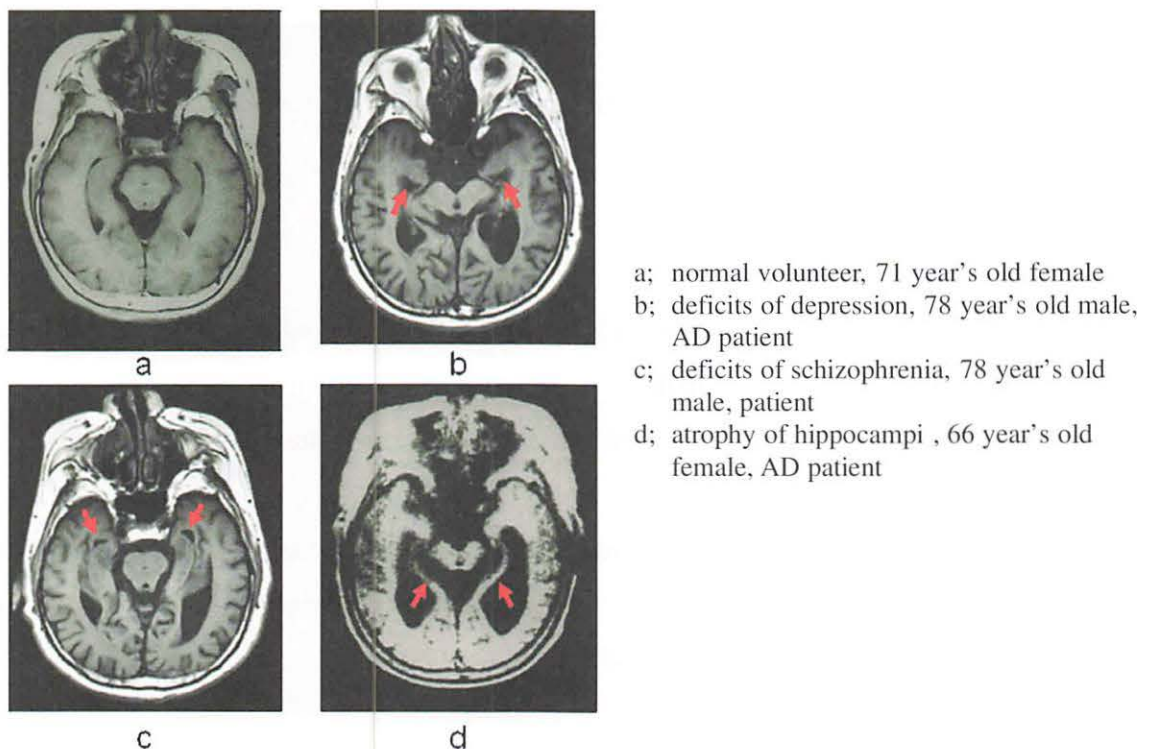 a
b
c
d
a; normal volunteer, 71 year's old female
b; deficits of depression, 78 year's old male,
AD patient
c; deficits of schizophrenia, 78 year's old
male, patient
d; atrophy of hippocampi , 66 year's old
female, AD patient